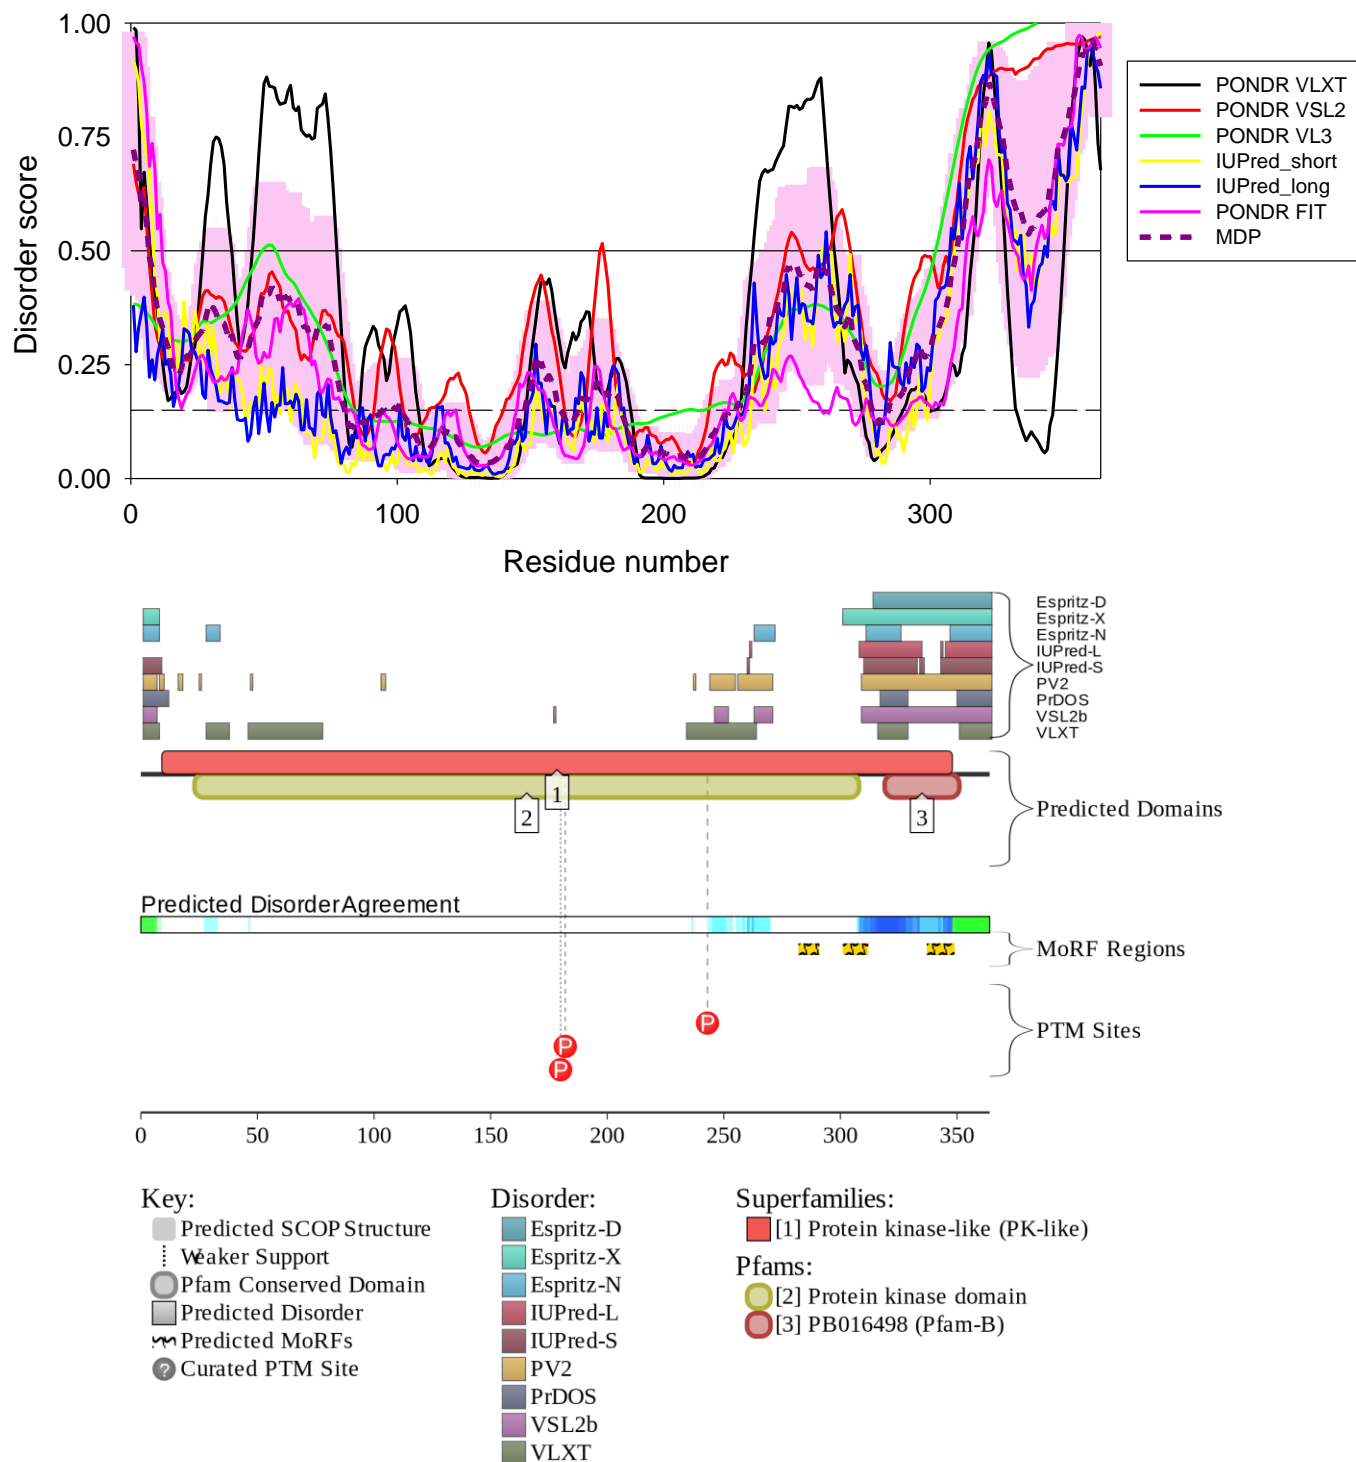 1.00
0.75
0.50
0.25
0.00
Disorder score
0 100 200 300
Residue number
PONDR VLXT
PONDR VSL2
PONDR VL3
IUPred_short
IUPred_long
PONDR FIT
MDP
Espritz-D
Espritz-X
Espritz-N
IUPred-L
IUPred-S
PV2
PrDOS
VSL2b
VLXT
1
2
3
Predicted Domains
Predicted Disorder Agreement
MoRF Regions
P
P
P
PTM Sites
0 50 100 150 200 250 300 350
Key:
Predicted SCOP Structure
Weaker Support
Pfam Conserved Domain
Predicted Disorder
Predicted MoRFs
? Curated PTM Site
Disorder:
Espritz-D
Espritz-X
Espritz-N
IUPred-L
IUPred-S
PV2
PrDOS
VSL2b
VLXT
Superfamilies:
[1] Protein kinase-like (PK-like)
Pfams:
[2] Protein kinase domain
[3] PB016498 (Pfam-B)